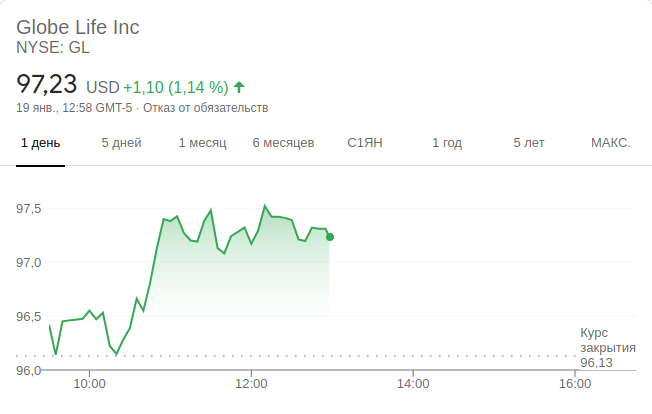 Globe Life Inc
NYSE: GL
97,23 USD +1,10 (1,14 %)
19 янв., 12:58 GMT-5 · Отказ от обязательств
1 день 5 дней 1 месяц 6 месяцев С1ЯН 1 год 5 лет МАКС.
97,5
97,0
96,5
96,0
Курс
закрытия
96,13
10:00 12:00 14:00 16:00